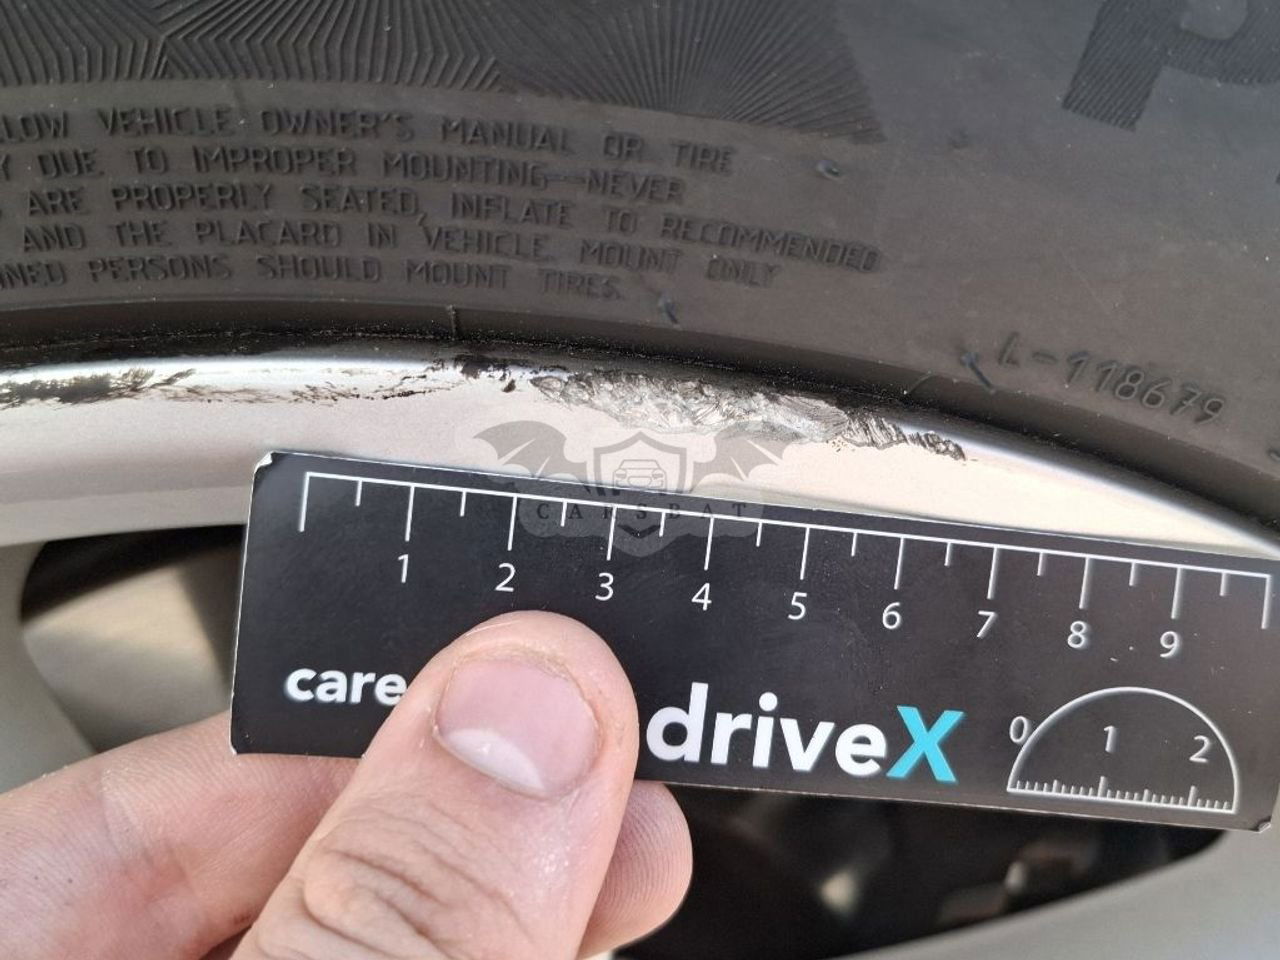 LLOW VEHICLE OWNER'S MANUAL OR TIRE
Y DUE TO IMPROPER MOUNTING—NEVER
ARE PROPERLY SEATED, INFLATE TO RECOMMENDED
AND THE PLACARD IN VEHICLE. MOUNT ONLY
INED PERSONS SHOULD MOUNT TIRES.
L-118679
CARSBAT
1 2 3 4 5 6 7 8 9
care
driveX
0 1 2